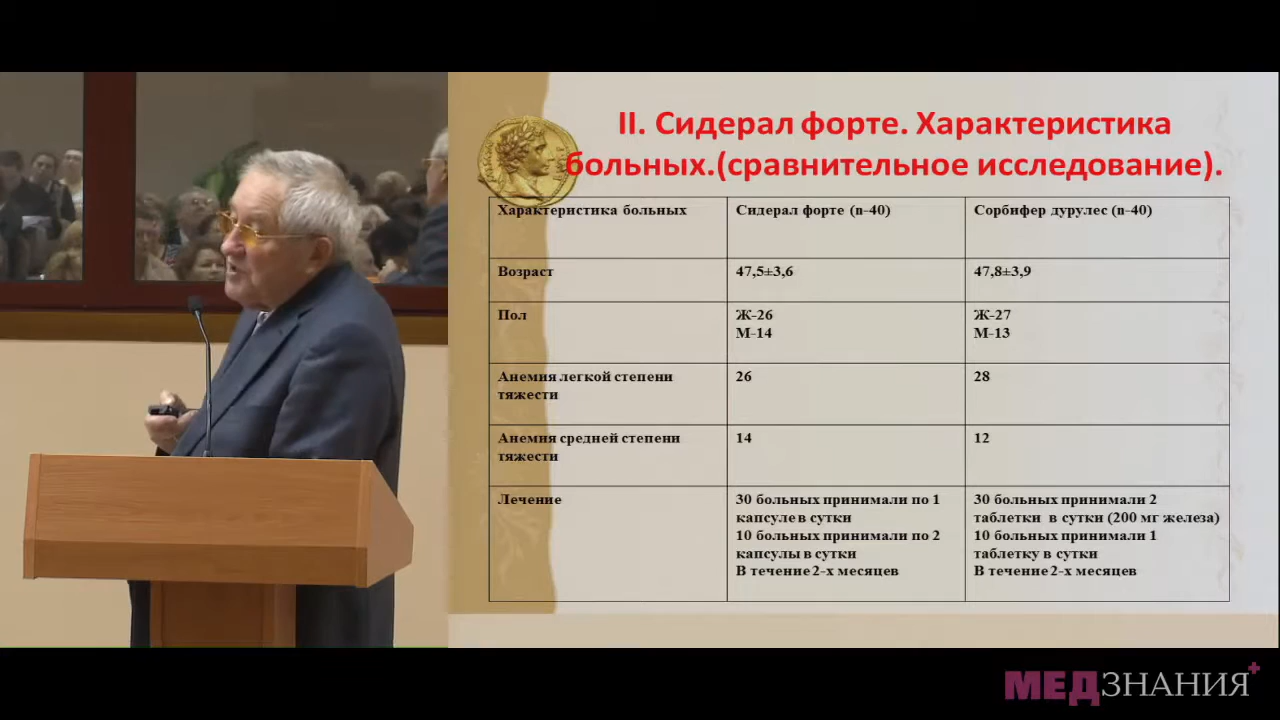 II. Сидерал форте. Характеристика
больных.(сравнительное исследование).
Характеристика больных
Сидерал форте (n-40)
Сорбифер дурулес (n-40)
Возраст
47,5±3,6
47,8±3,9
Пол
Ж-26
М-14
Ж-27
М-13
Анемия легкой степени
тяжести
26
28
Анемия средней степени
тяжести
14
12
Лечение
30 больных принимали по 1
капсуле в сутки
10 больных принимали по 2
капсулы в сутки
В течение 2-х месяцев
30 больных принимали 2
таблетки в сутки (200 мг железа)
10 больных принимали 1
таблетку в сутки
В течение 2-х месяцев
МЕДЗНАНИЯ+